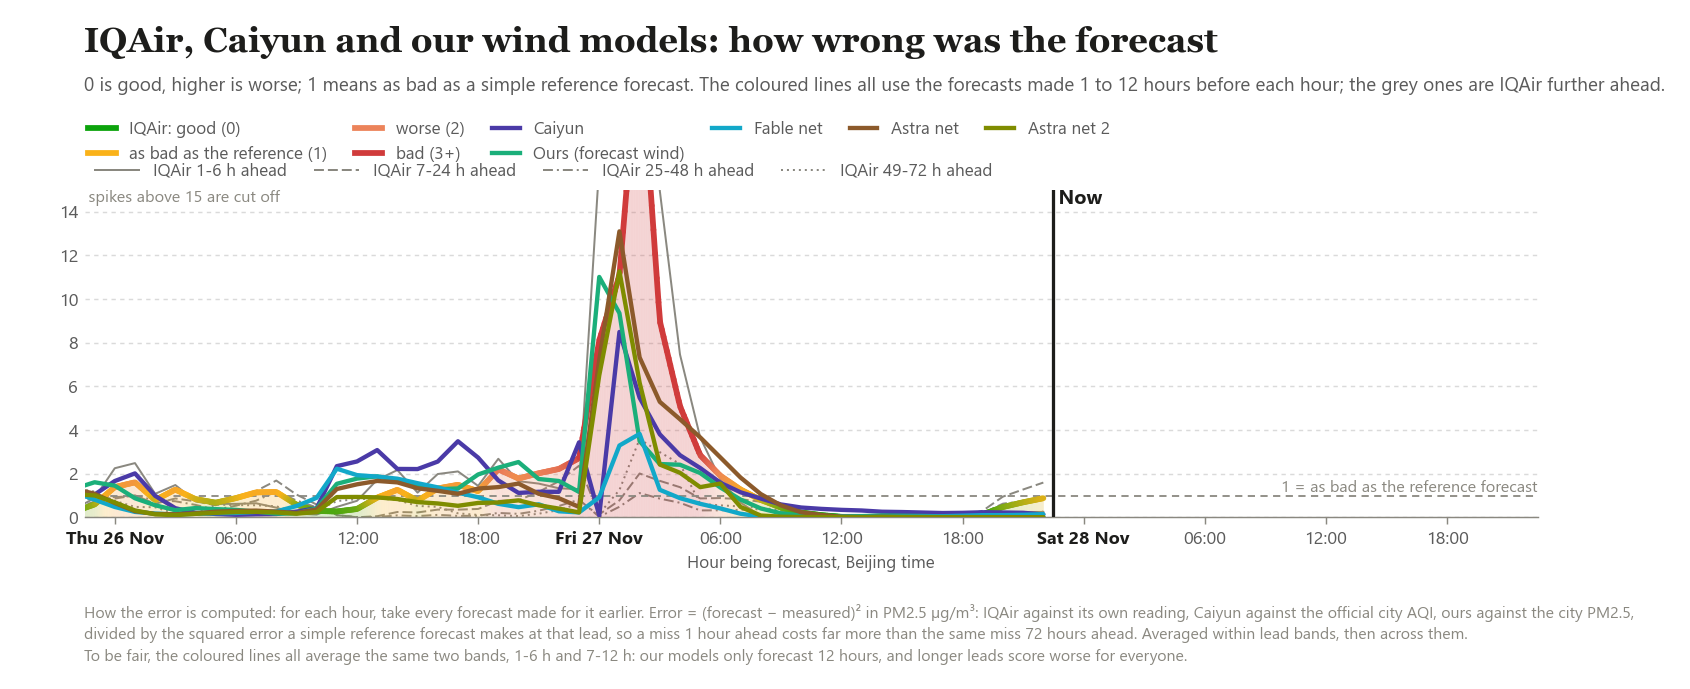 IQAir, Caiyun and our wind models: how wrong was the forecast
0 is good, higher is worse; 1 means as bad as a simple reference forecast. The coloured lines all use the forecasts made 1 to 12 hours before each hour; the grey ones are IQAir further ahead.
IQAir: good (0) worse (2) Caiyun Fable net Astra net Astra net 2
as bad as the reference (1) bad (3+) Ours (forecast wind)
IQAir 1-6 h ahead IQAir 7-24 h ahead IQAir 25-48 h ahead IQAir 49-72 h ahead
spikes above 15 are cut off
Now
14
12
10
8
6
4
2
0
1 = as bad as the reference forecast
Thu 26 Nov 06:00 12:00 18:00 Fri 27 Nov 06:00 12:00 18:00 Sat 28 Nov 06:00 12:00 18:00
Hour being forecast, Beijing time
How the error is computed: for each hour, take every forecast made for it earlier. Error = (forecast − measured)² in PM2.5 µg/m³: IQAir against its own reading, Caiyun against the official city AQI, ours against the city PM2.5,
divided by the squared error a simple reference forecast makes at that lead, so a miss 1 hour ahead costs far more than the same miss 72 hours ahead. Averaged within lead bands, then across them.
To be fair, the coloured lines all average the same two bands, 1-6 h and 7-12 h: our models only forecast 12 hours, and longer leads score worse for everyone.